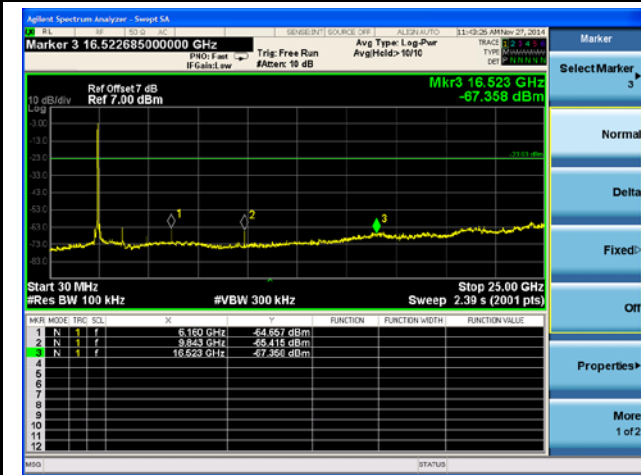 Agilent Spectrum Analyzer - Swept SA
RL RF 50 Ω AC SENSE:INT SOURCE OFF ALIGN AUTO 11:43:26 AM Nov 27, 2014
Marker 3 16.522685000000 GHz
PNO: Fast
IFGain:Low
Trig: Free Run
#Atten: 10 dB
Avg Type: Log-Pwr
Avg|Hold:> 10/10
TRACE 1 2 3 4 5 6
TYPE
DET P N N N N N
Ref Offset 7 dB
Ref 7.00 dBm
10 dB/div
Log
Mkr3 16.523 GHz
-67.358 dBm
-3.00
-13.0
-23.0
-33.0
-43.0
-53.0
-63.0
-73.0
-83.0
1
2
3
Start 30 MHz
Stop 25.00 GHz
#Res BW 100 kHz
#VBW 300 kHz
Sweep 2.39 s (2001 pts)
MKR MODE TRC SCL X Y FUNCTION FUNCTION WIDTH FUNCTION VALUE
1 N 1 f 6.160 GHz -64.657 dBm
2 N 1 f 9.843 GHz -65.415 dBm
3 N 1 f 16.523 GHz -67.358 dBm
4
5
6
7
8
9
10
11
12
MSG
STATUS
Marker
Select Marker
3
Normal
Delta
Fixed
Off
Properties
More
1 of 2